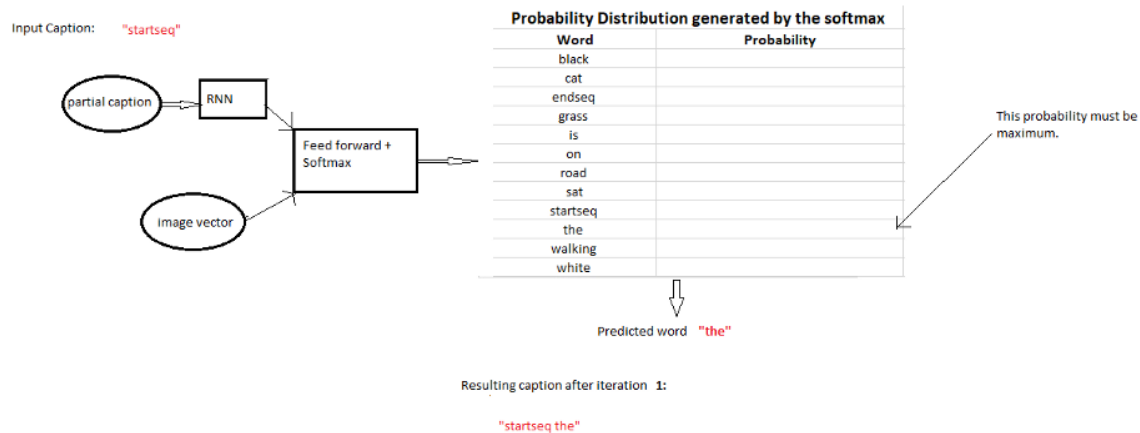 Input Caption: "startseq"
partial caption
RNN
Feed forward +
Softmax
image vector
Probability Distribution generated by the softmax
Word Probability
black
cat
endseq
grass
is
on
road
sat
startseq
the
walking
white
This probability must be
maximum.
Predicted word "the"
Resulting caption after iteration 1:
"startseq the"